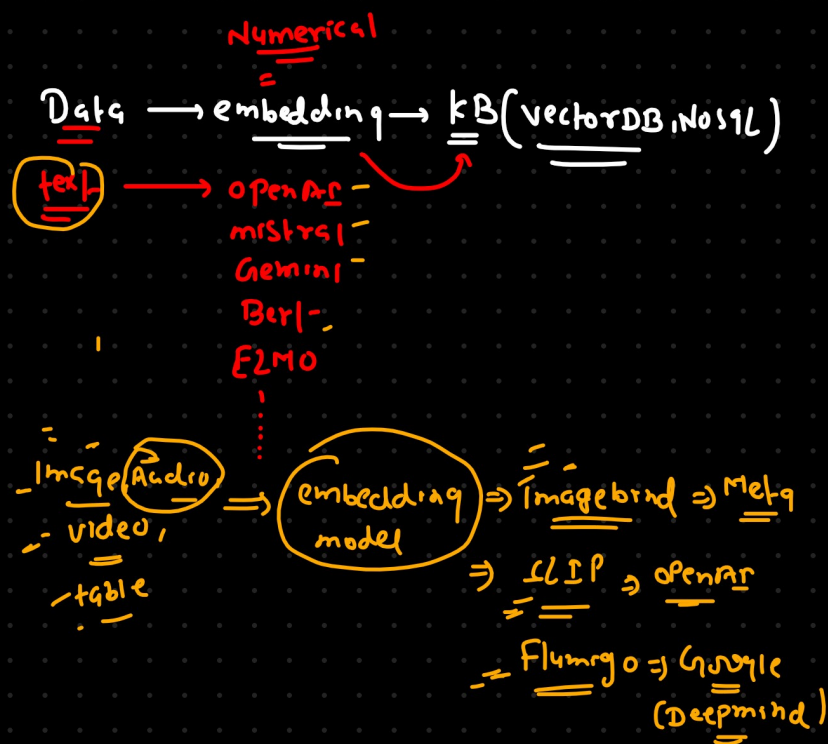 Numerical
Data → embedding → KB (vectorDB, NoSQL)
text → OpenAI
mistral
Gemini
Bert
ELMO
Image, Audio, ⇒ embedding model ⇒ Imagebind ⇒ Meta
video,
table
⇒ CLIP ⇒ OpenAI
Flamingo ⇒ Google
(Deepmind)